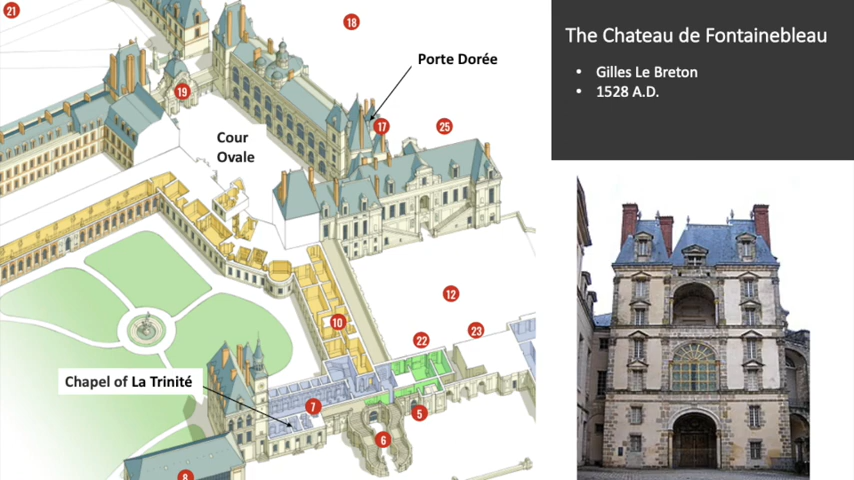 The Chateau de Fontainebleau
• Gilles Le Breton
• 1528 A.D.
21
18
Porte Dorée
19
17
25
Cour
Ovale
12
10
22
23
Chapel of La Trinité
7
5
6
8